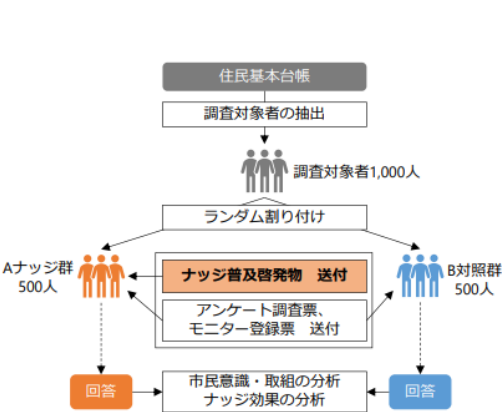 住民基本台帳
調査対象者の抽出
調査対象者1,000人
ランダム割り付け
Aナッジ群
500人
ナッジ普及啓発物　送付
アンケート調査票、
モニター登録票　送付
B対照群
500人
回答
市民意識・取組の分析
ナッジ効果の分析
回答